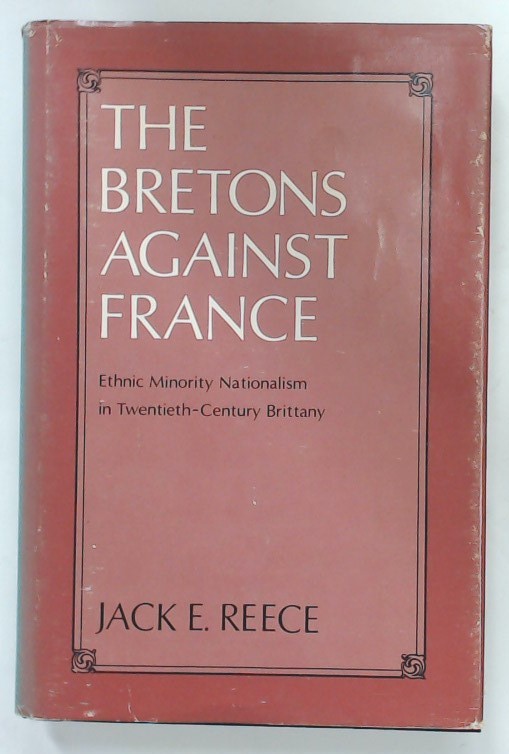 THE
BRETONS
AGAINST
FRANCE
Ethnic Minority Nationalism
in Twentieth-Century Brittany
JACK E. REECE